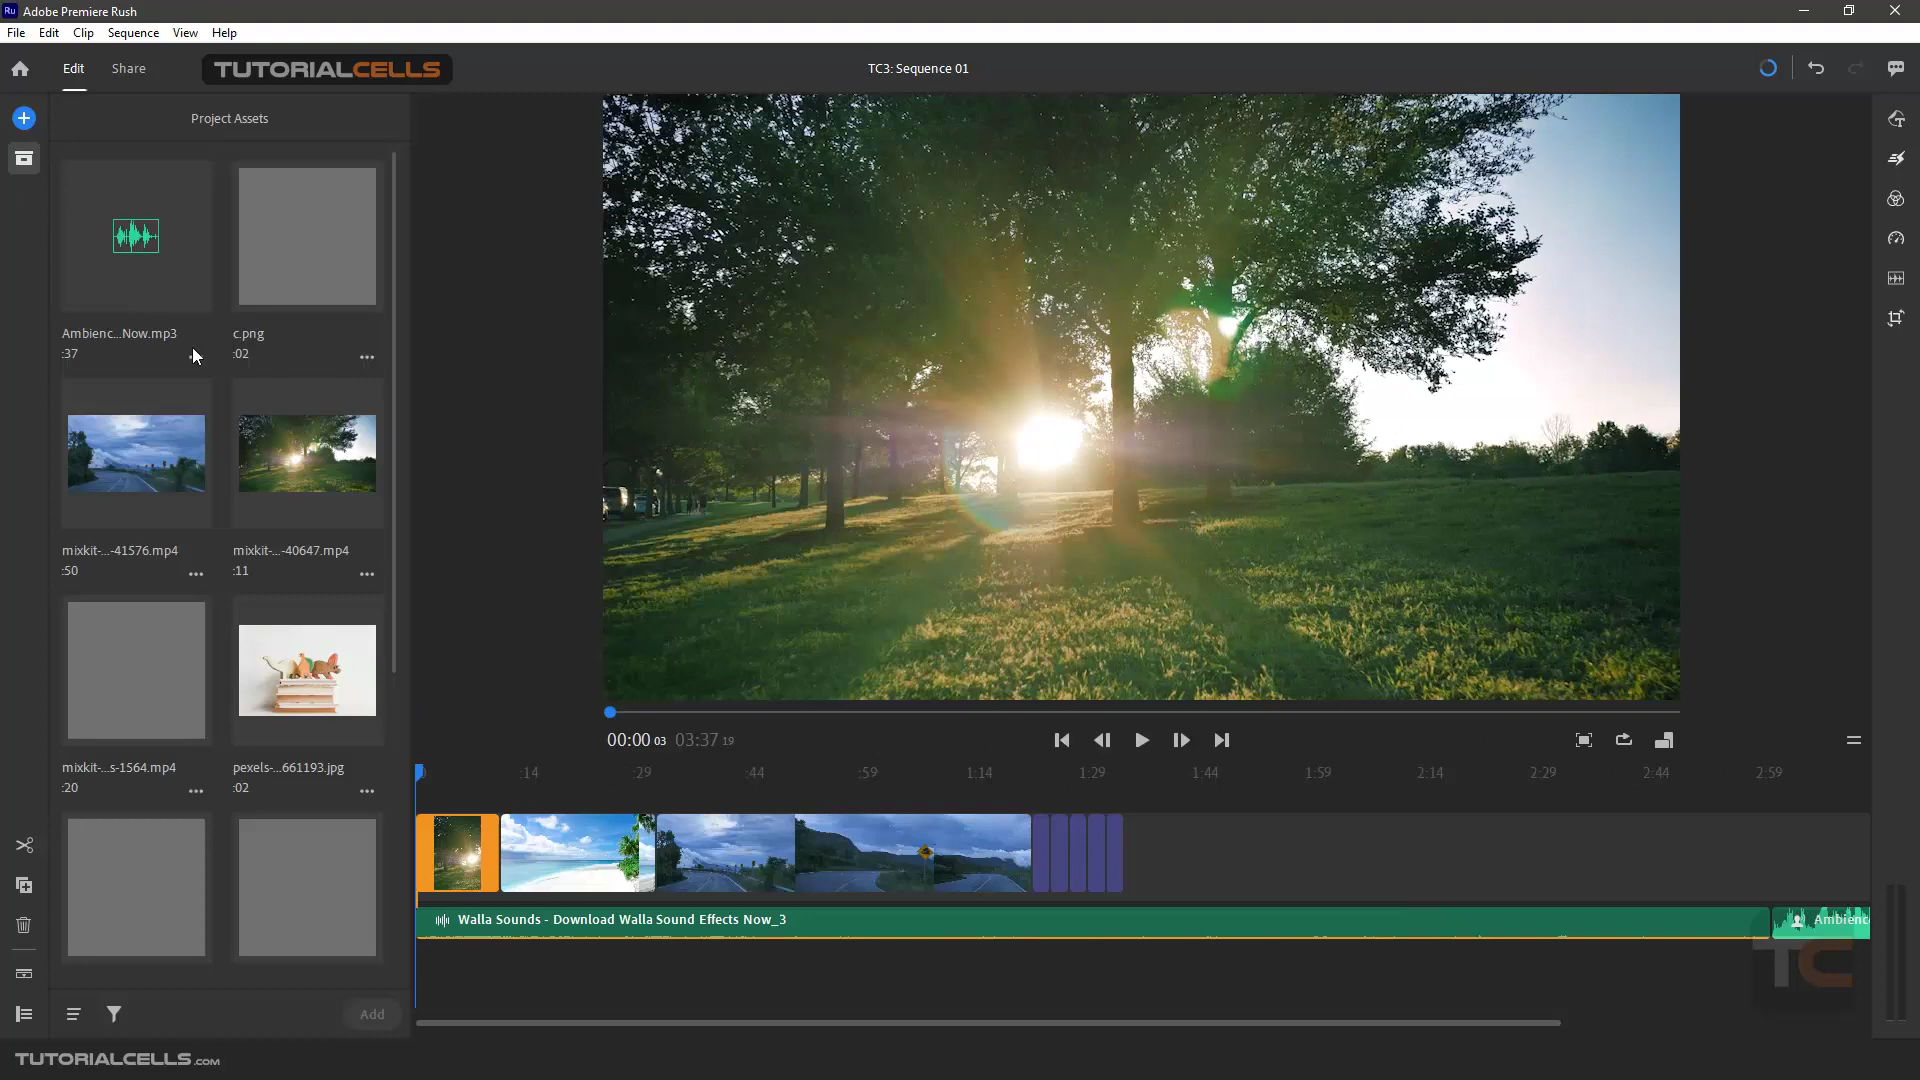 Ru Adobe Premiere Rush
File Edit Clip Sequence View Help
Edit Share TUTORIALCELLS TC3: Sequence 01
Project Assets
Ambienc...Now.mp3 c.png
:37 :02
mixkit-...-41576.mp4 mixkit-...-40647.mp4
:50 :11
mixkit-...s-1564.mp4 pexels-...661193.jpg
:20 :02
00:00 03 03:37 19
:14 :29 :44 :59 1:14 1:29 1:44 1:59 2:14 2:29 2:44 2:59
Walla Sounds - Download Walla Sound Effects Now_3 Ambienc
TC
Add
TUTORIALCELLS.COM